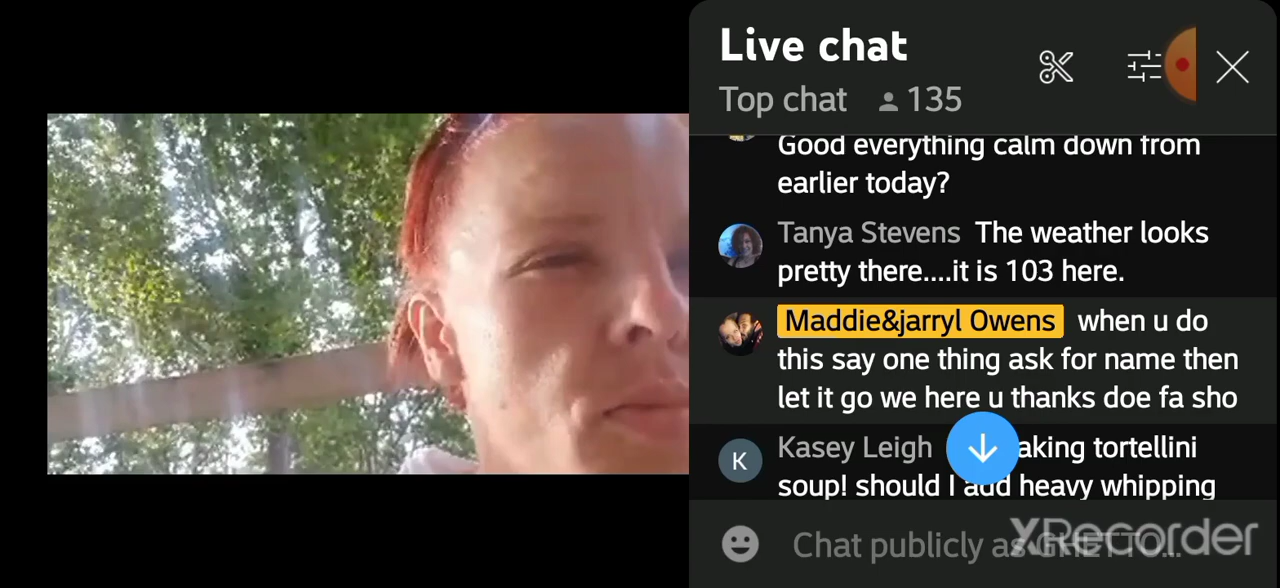 Live chat
Top chat 135
Good everything calm down from
earlier today?
Tanya Stevens The weather looks
pretty there....it is 103 here.
Maddie&jarryl Owens when u do
this say one thing ask for name then
let it go we here u thanks doe fa sho
K
Kasey Leigh aking tortellini
soup! should I add heavy whipping
Chat publicly as GHETTO...
XRecorder